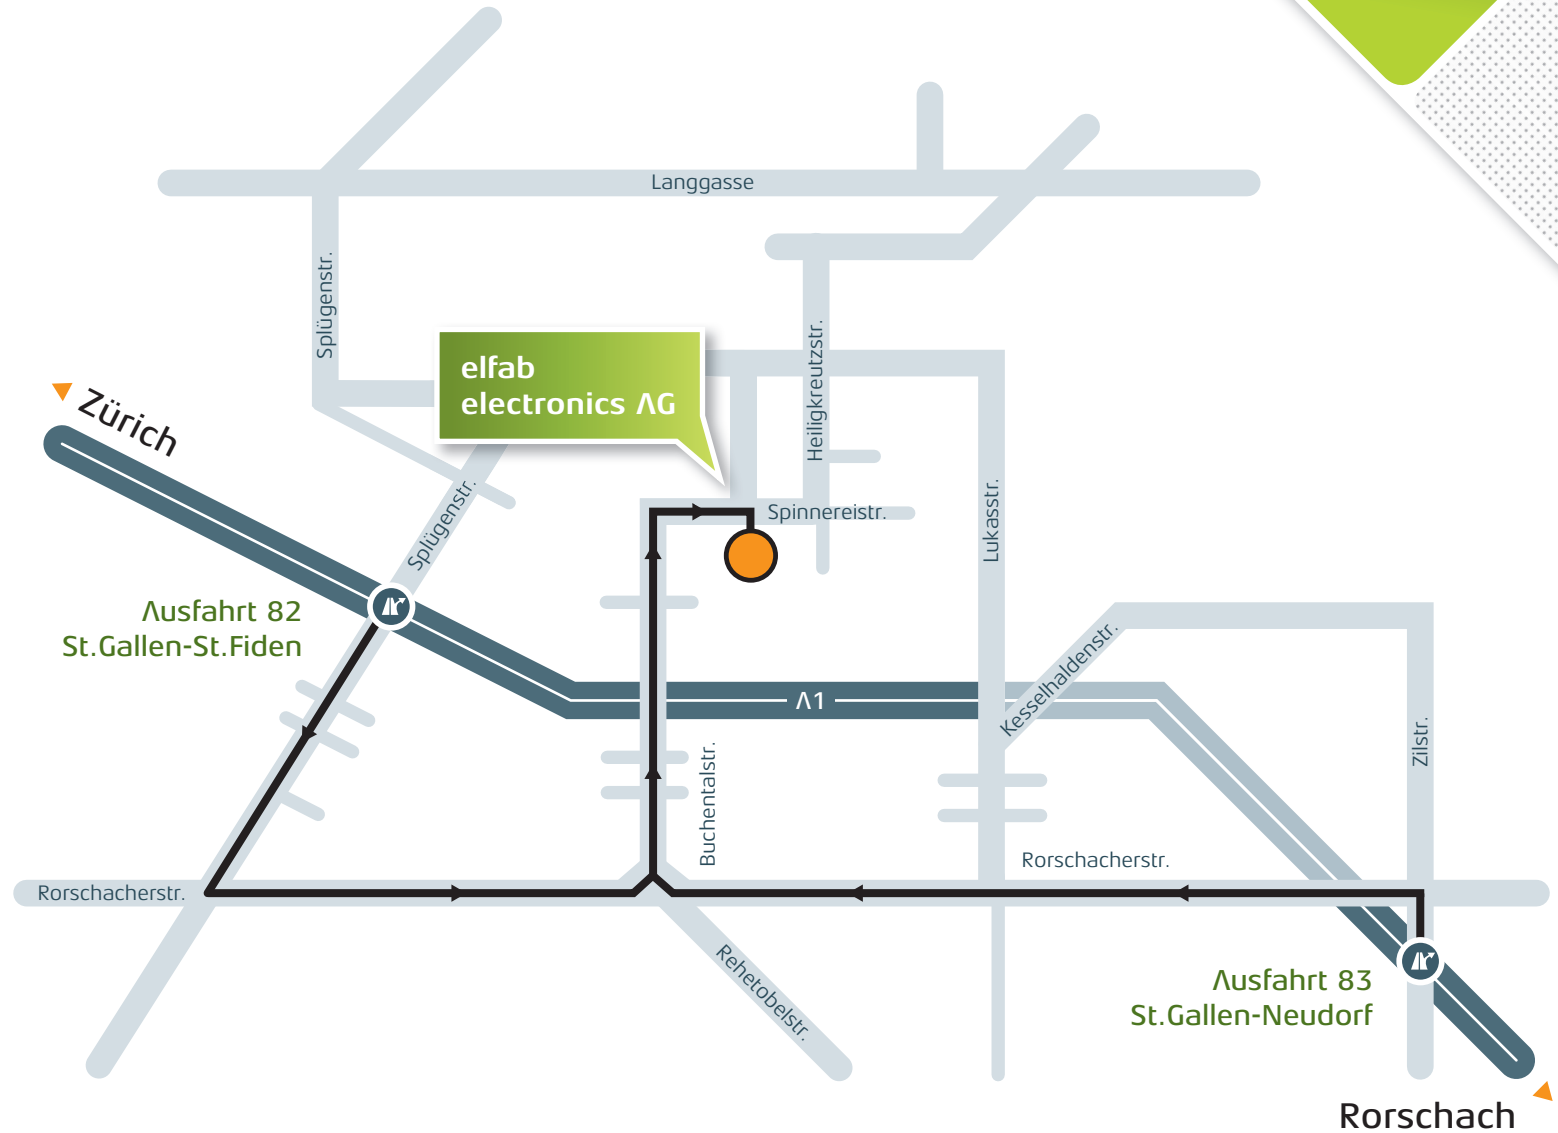 Langgasse
Splügenstr.
Heiligkreutzstr.
elfab
electronics AG
Zürich
Splügenstr.
Spinnereistr.
Lukasstr.
Ausfahrt 82
St.Gallen-St.Fiden
Kesselhaldenstr.
A1
Zilstr.
Buchentalstr.
Rorschacherstr.
Rorschacherstr.
Rehetobelstr.
Ausfahrt 83
St.Gallen-Neudorf
Rorschach